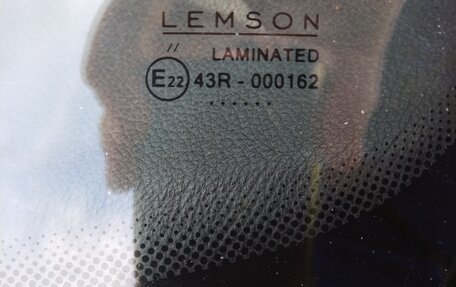 LEMSON
//
LAMINATED
E22 43R - 000162
......